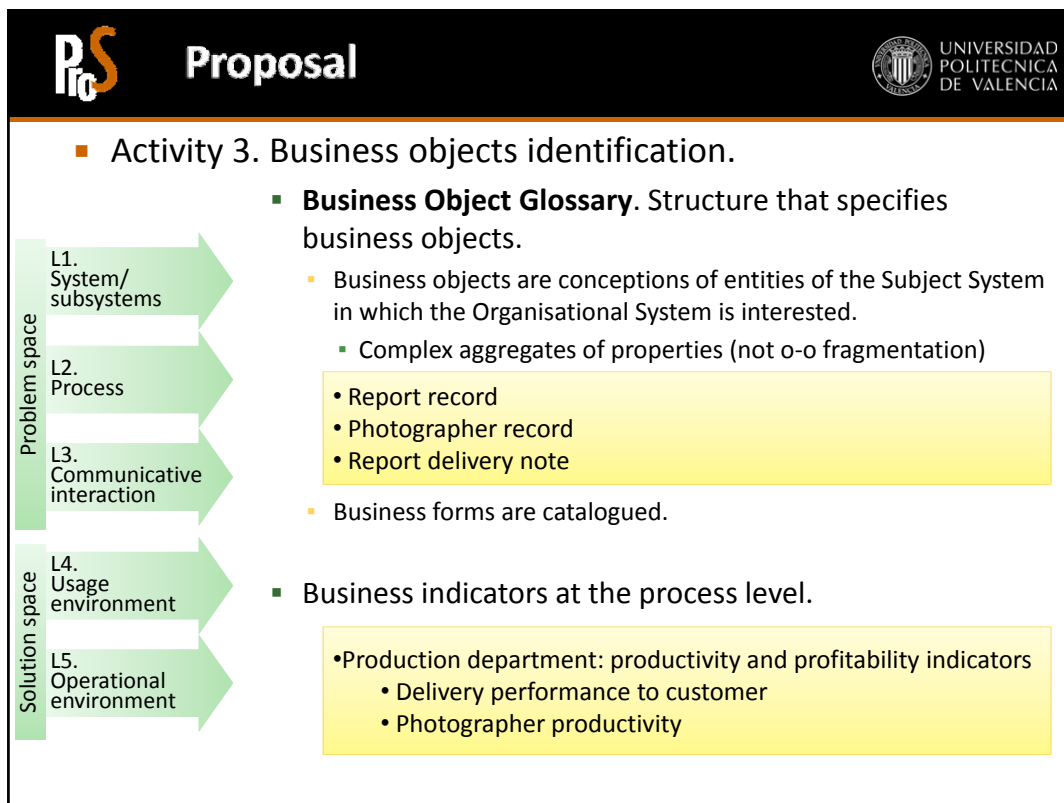 ProS
Proposal
UNIVERSIDAD
POLITECNICA
DE VALENCIA
▪ Activity 3. Business objects identification.
▪ Business Object Glossary. Structure that specifies
business objects.
▪ Business objects are conceptions of entities of the Subject System
in which the Organisational System is interested.
▪ Complex aggregates of properties (not o-o fragmentation)
• Report record
• Photographer record
• Report delivery note
▪ Business forms are catalogued.
▪ Business indicators at the process level.
•Production department: productivity and profitability indicators
• Delivery performance to customer
• Photographer productivity
Problem space
L1.
System/
subsystems
L2.
Process
L3.
Communicative
interaction
Solution space
L4.
Usage
environment
L5.
Operational
environment